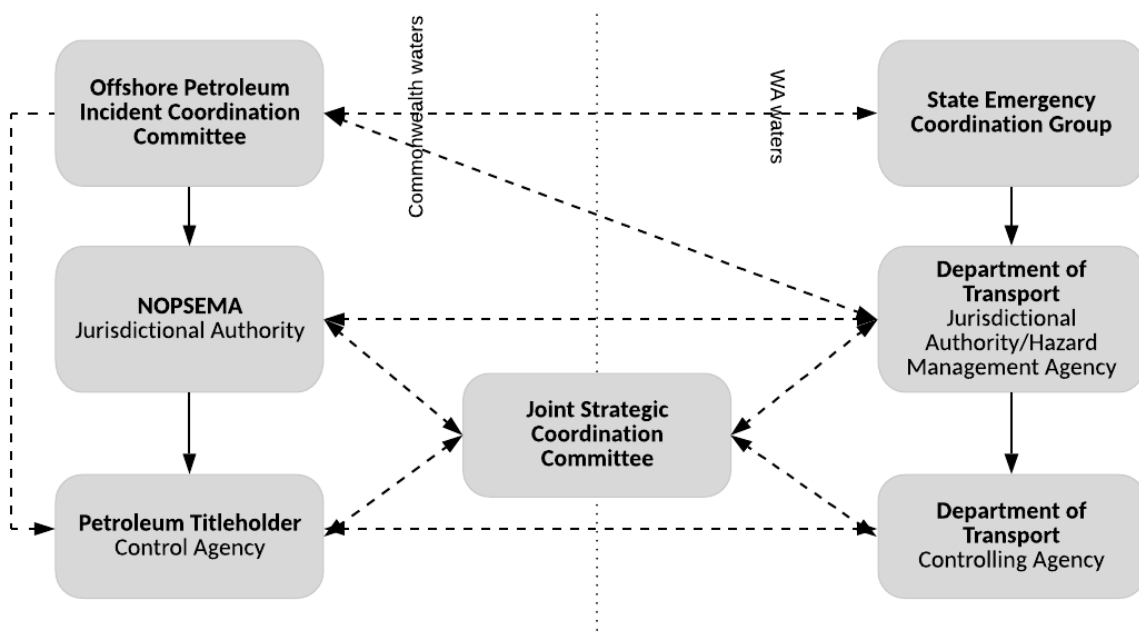 Offshore Petroleum
Incident Coordination
Committee
Commonwealth waters
WA waters
State Emergency
Coordination Group
NOPSEMA
Jurisdictional Authority
Department of
Transport
Jurisdictional
Authority/Hazard
Management Agency
Joint Strategic
Coordination
Committee
Petroleum Titleholder
Control Agency
Department of
Transport
Controlling Agency